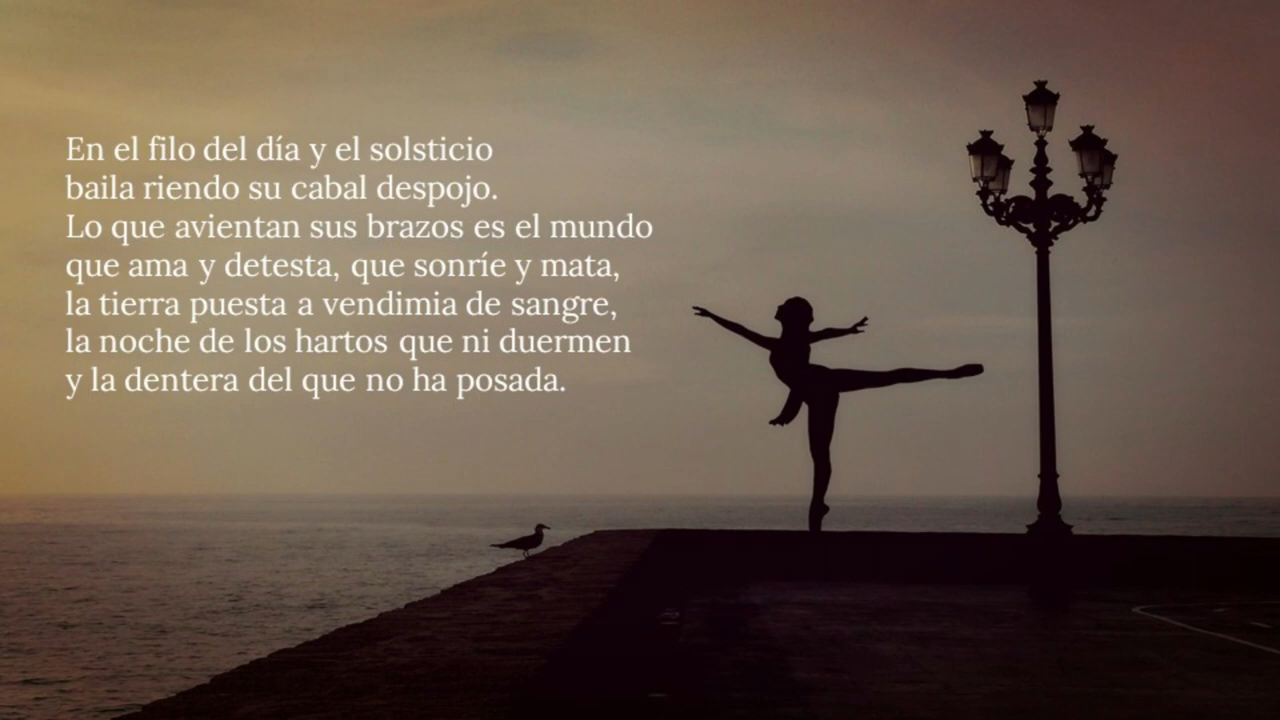 En el filo del día y el solsticio
baila riendo su cabal despojo.
Lo que avientan sus brazos es el mundo
que ama y detesta, que sonríe y mata,
la tierra puesta a vendimia de sangre,
la noche de los hartos que ni duermen
y la dentera del que no ha posada.